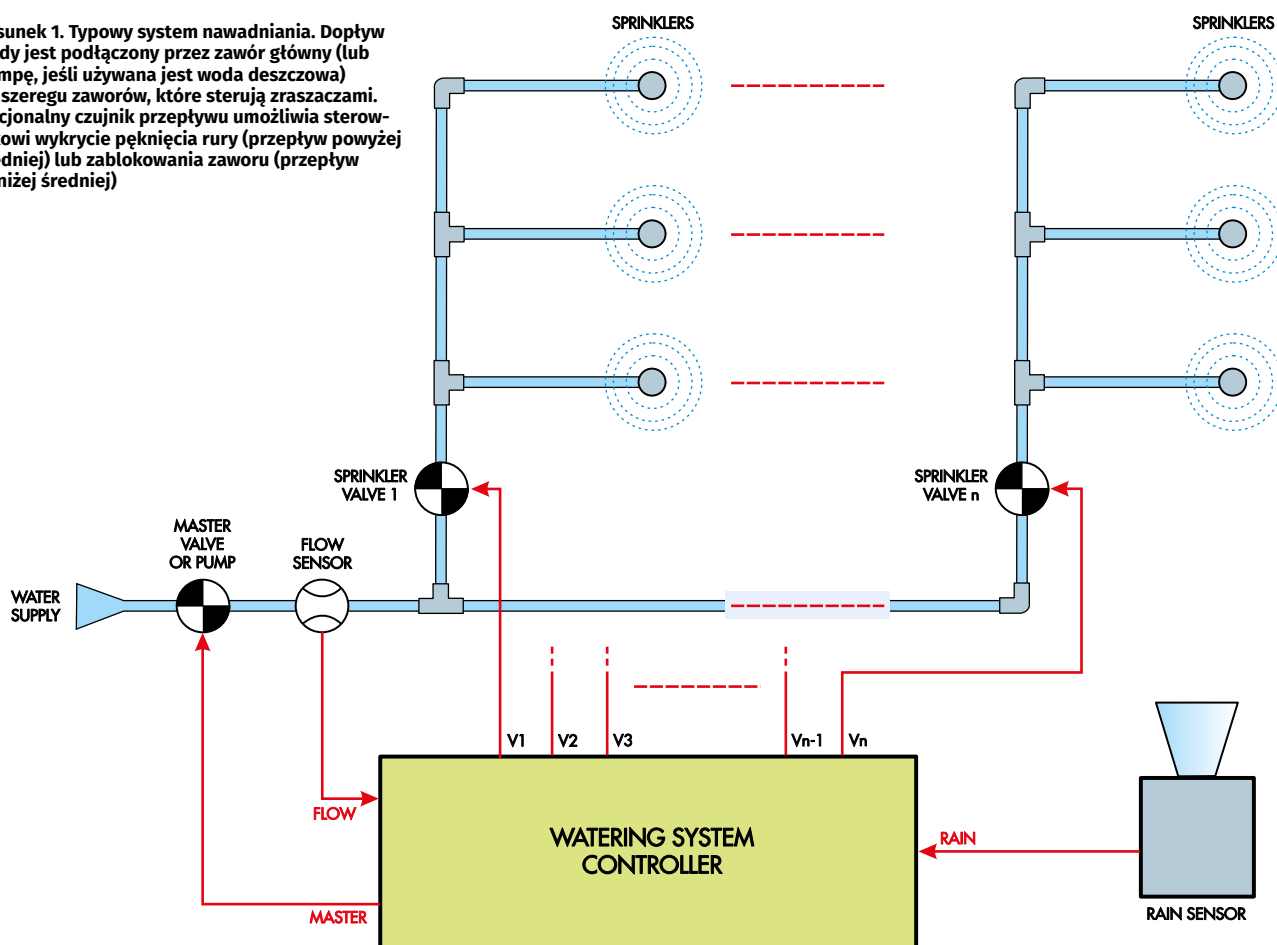 sunek 1. Typowy system nawadniania. Dopływ
dy jest podłączony przez zawór główny (lub
mpę, jeśli używana jest woda deszczowa)
szeregu zaworów, które sterują zraszaczami.
cjonalny czujnik przepływu umożliwia sterow-
kowi wykrycie pęknięcia rury (przepływ powyżej
edniej) lub zablokowania zaworu (przepływ
niżej średniej)
SPRINKLERS
SPRINKLERS
SPRINKLER
VALVE 1
SPRINKLER
VALVE n
MASTER
VALVE
OR PUMP
FLOW
SENSOR
WATER
SUPPLY
V1
V2
V3
Vn-1
Vn
FLOW
WATERING SYSTEM
CONTROLLER
RAIN
MASTER
RAIN SENSOR